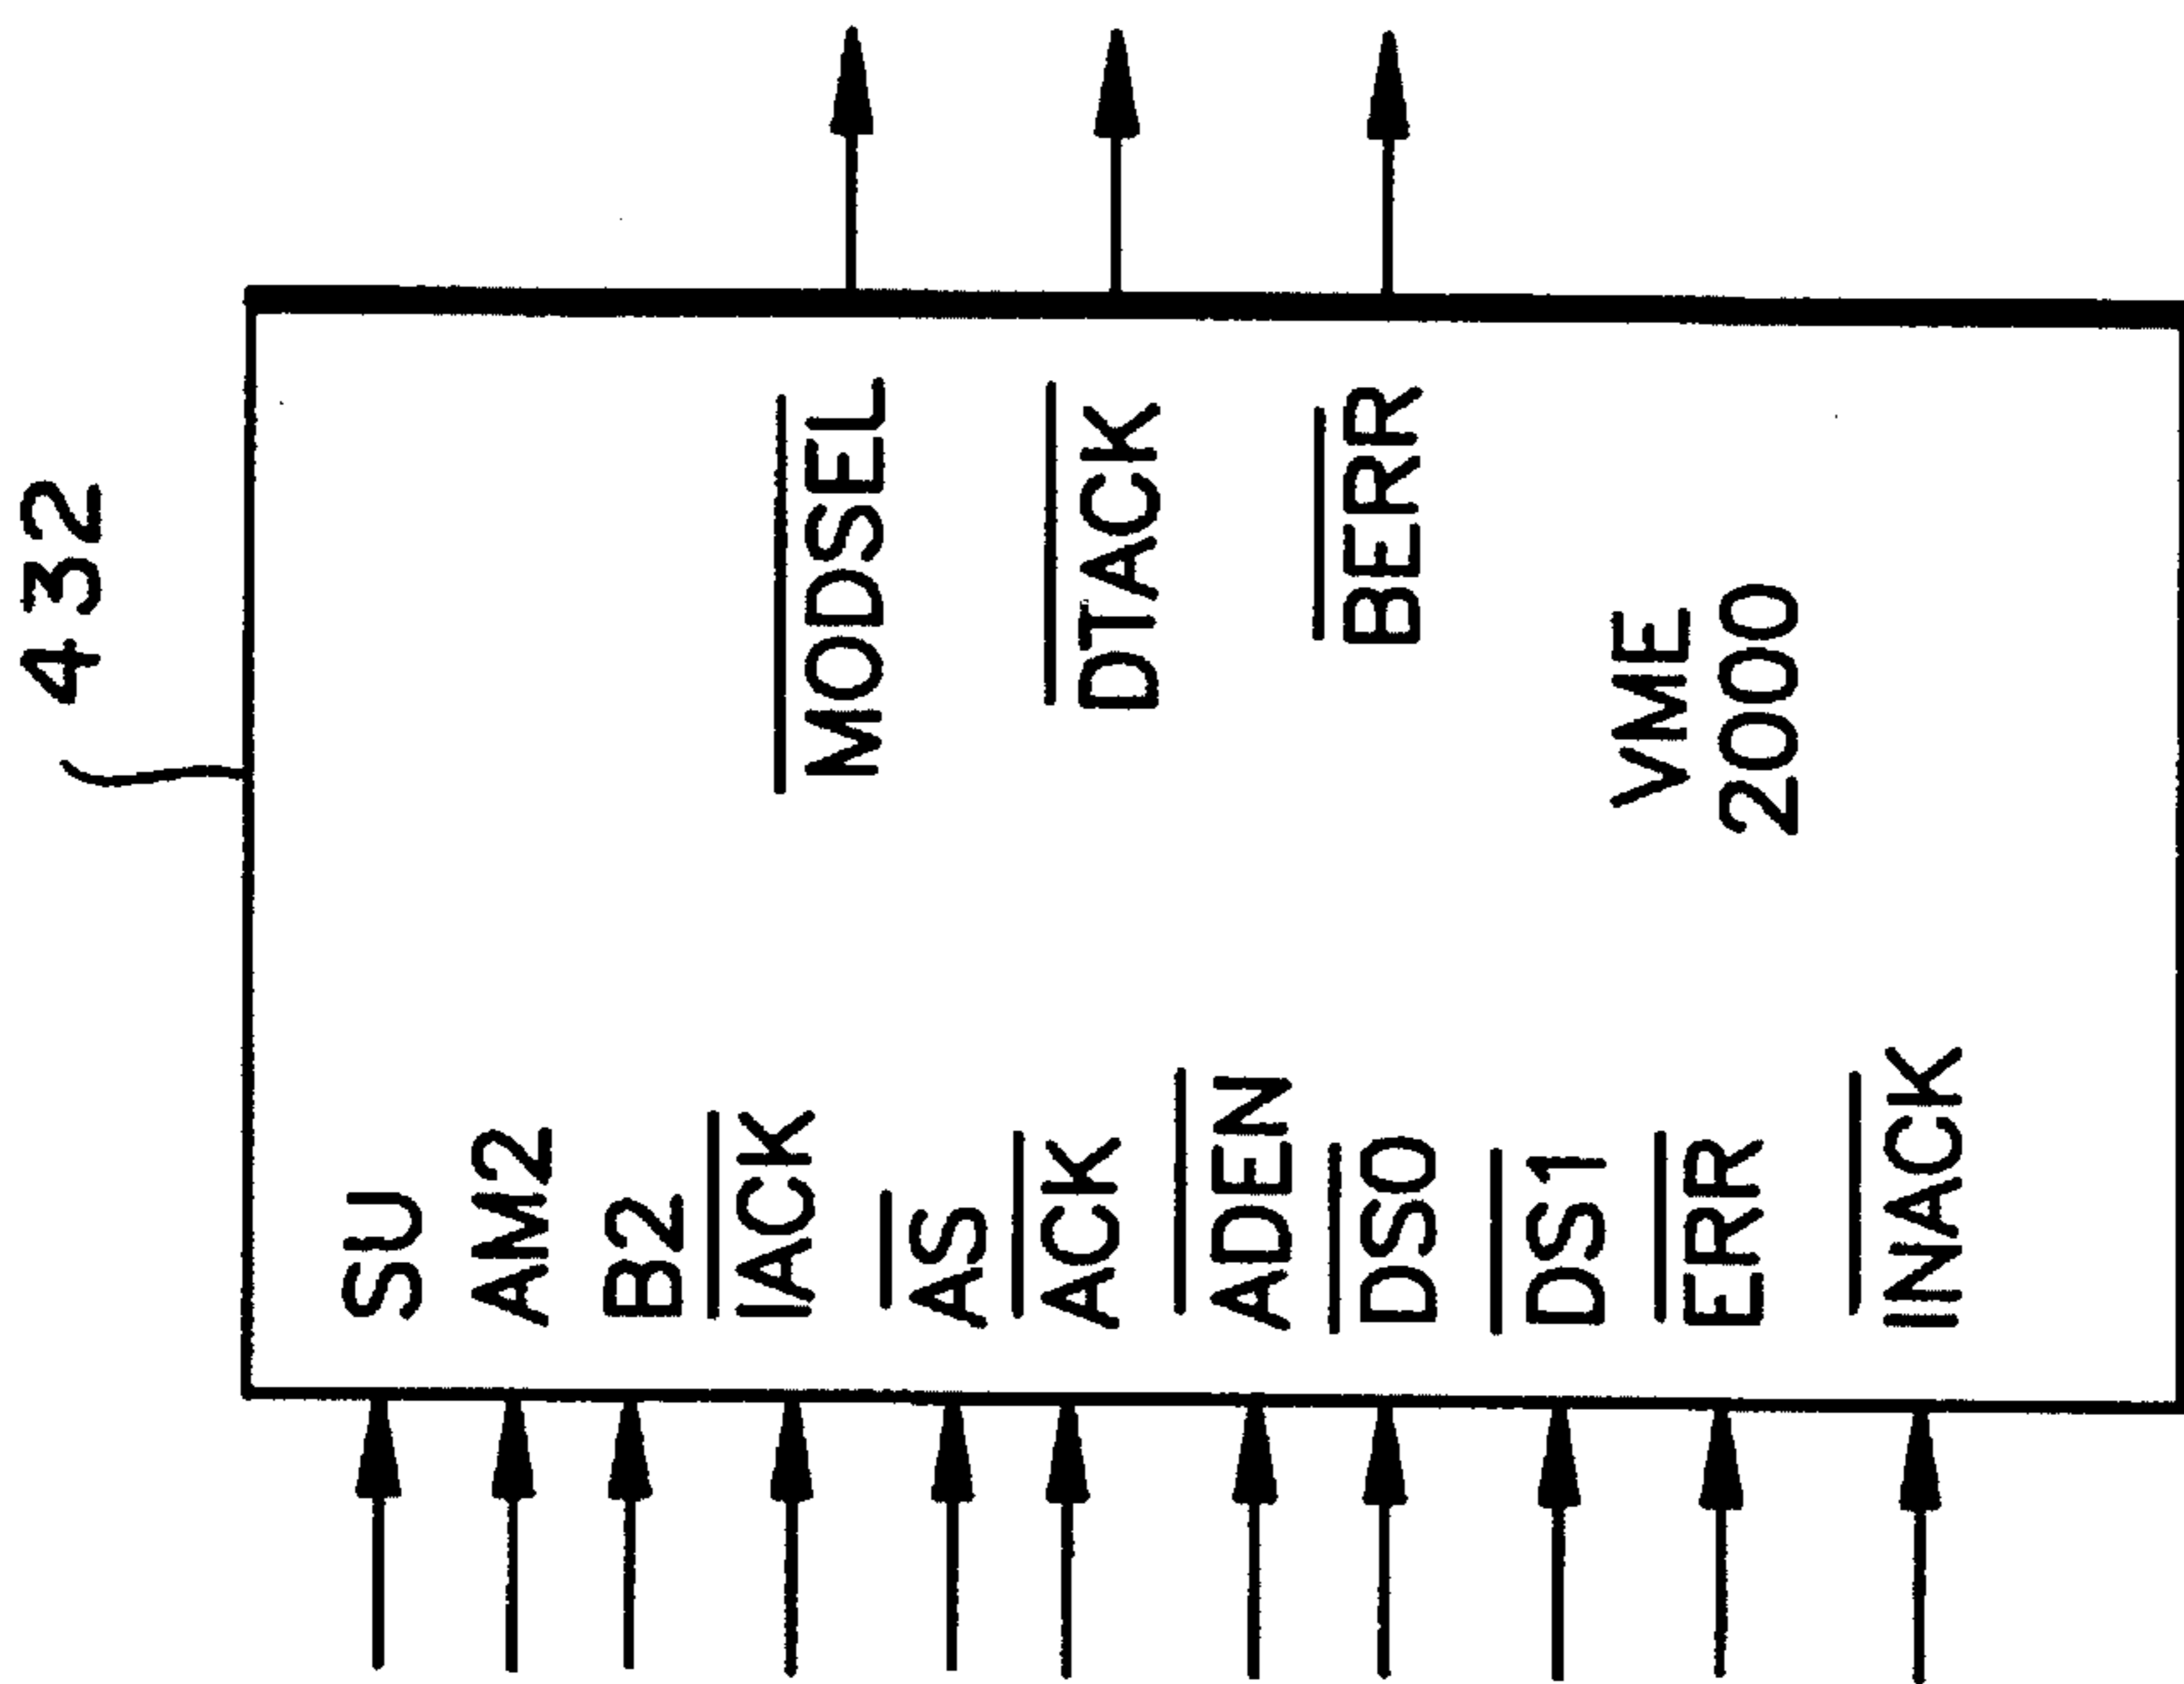 432
SU
AM2
B2
IACK
AS
ACK
ADEN
DS0
DS1
ERR
INACK
MODSEL
DTACK
BERR
VME
2000